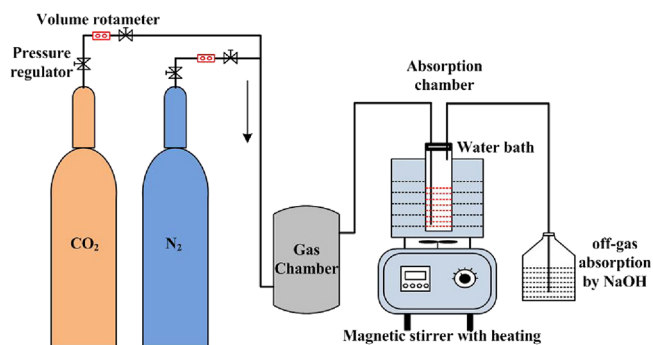 Volume rotameter
Pressure
regulator
Absorption
chamber
Water bath
CO₂
N₂
Gas
Chamber
off-gas
absorption
by NaOH
Magnetic stirrer with heating